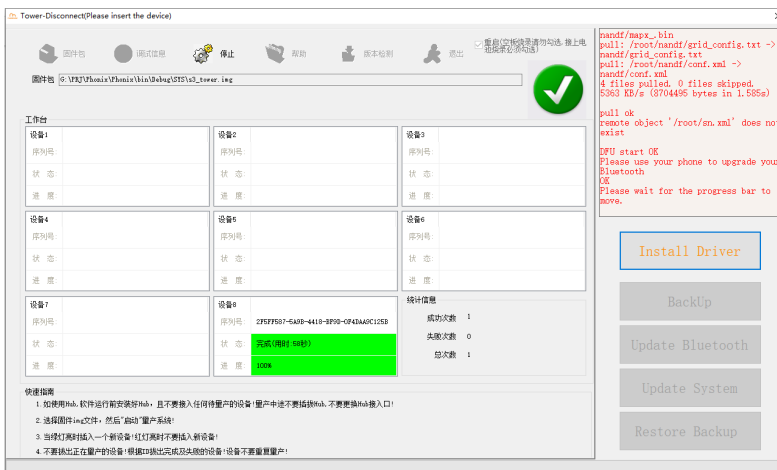 Tower-Disconnect(Please insert the device)
固件包
调试信息
停止
帮助
版本检测
退出
重启(空板烧录请勿勾选,接上电
池烧录必须勾选)
固件包 G:\PRJ\Phonix\Phonix\bin\Debug\SYS\s3_tower.img
工作台
设备1
序列号:
状 态:
进 度:
设备2
序列号:
状 态:
进 度:
设备3
序列号:
状 态:
进 度:
设备4
序列号:
状 态:
进 度:
设备5
序列号:
状 态:
进 度:
设备6
序列号:
状 态:
进 度:
设备7
序列号:
状 态:
进 度:
设备8
序列号: 2F5FF587-5A9B-4418-BF9D-0F4DAA9C125B
状 态: 完成(用时:58秒)
进 度: 100%
统计信息
成功次数 1
失败次数 0
总次数 1
快速指南
1. 如使用Hub,软件运行前安装好Hub, 且不要接入任何待量产的设备!量产中途不要插拔Hub,不要更换Hub接入口!
2. 选择固件img文件, 然后"启动"量产系统!
3. 当绿灯亮时插入一个新设备!红灯亮时不要插入新设备!
4. 不要拔出正在量产的设备!根据ID拔出完成及失败的设备!设备不要重复量产!
nandf/mapx_.bin
pull: /root/nandf/grid_config.txt ->
nandf/grid_config.txt
pull: /root/nandf/conf.xml ->
nandf/conf.xml
4 files pulled. 0 files skipped.
5363 KB/s (8704495 bytes in 1.585s)
pull ok
remote object '/root/sn.xml' does not
exist
DFU start OK
Please use your phone to upgrade your
Bluetooth
OK
Please wait for the progress bar to
move.
Install Driver
BackUp
Update Bluetooth
Update System
Restore Backup